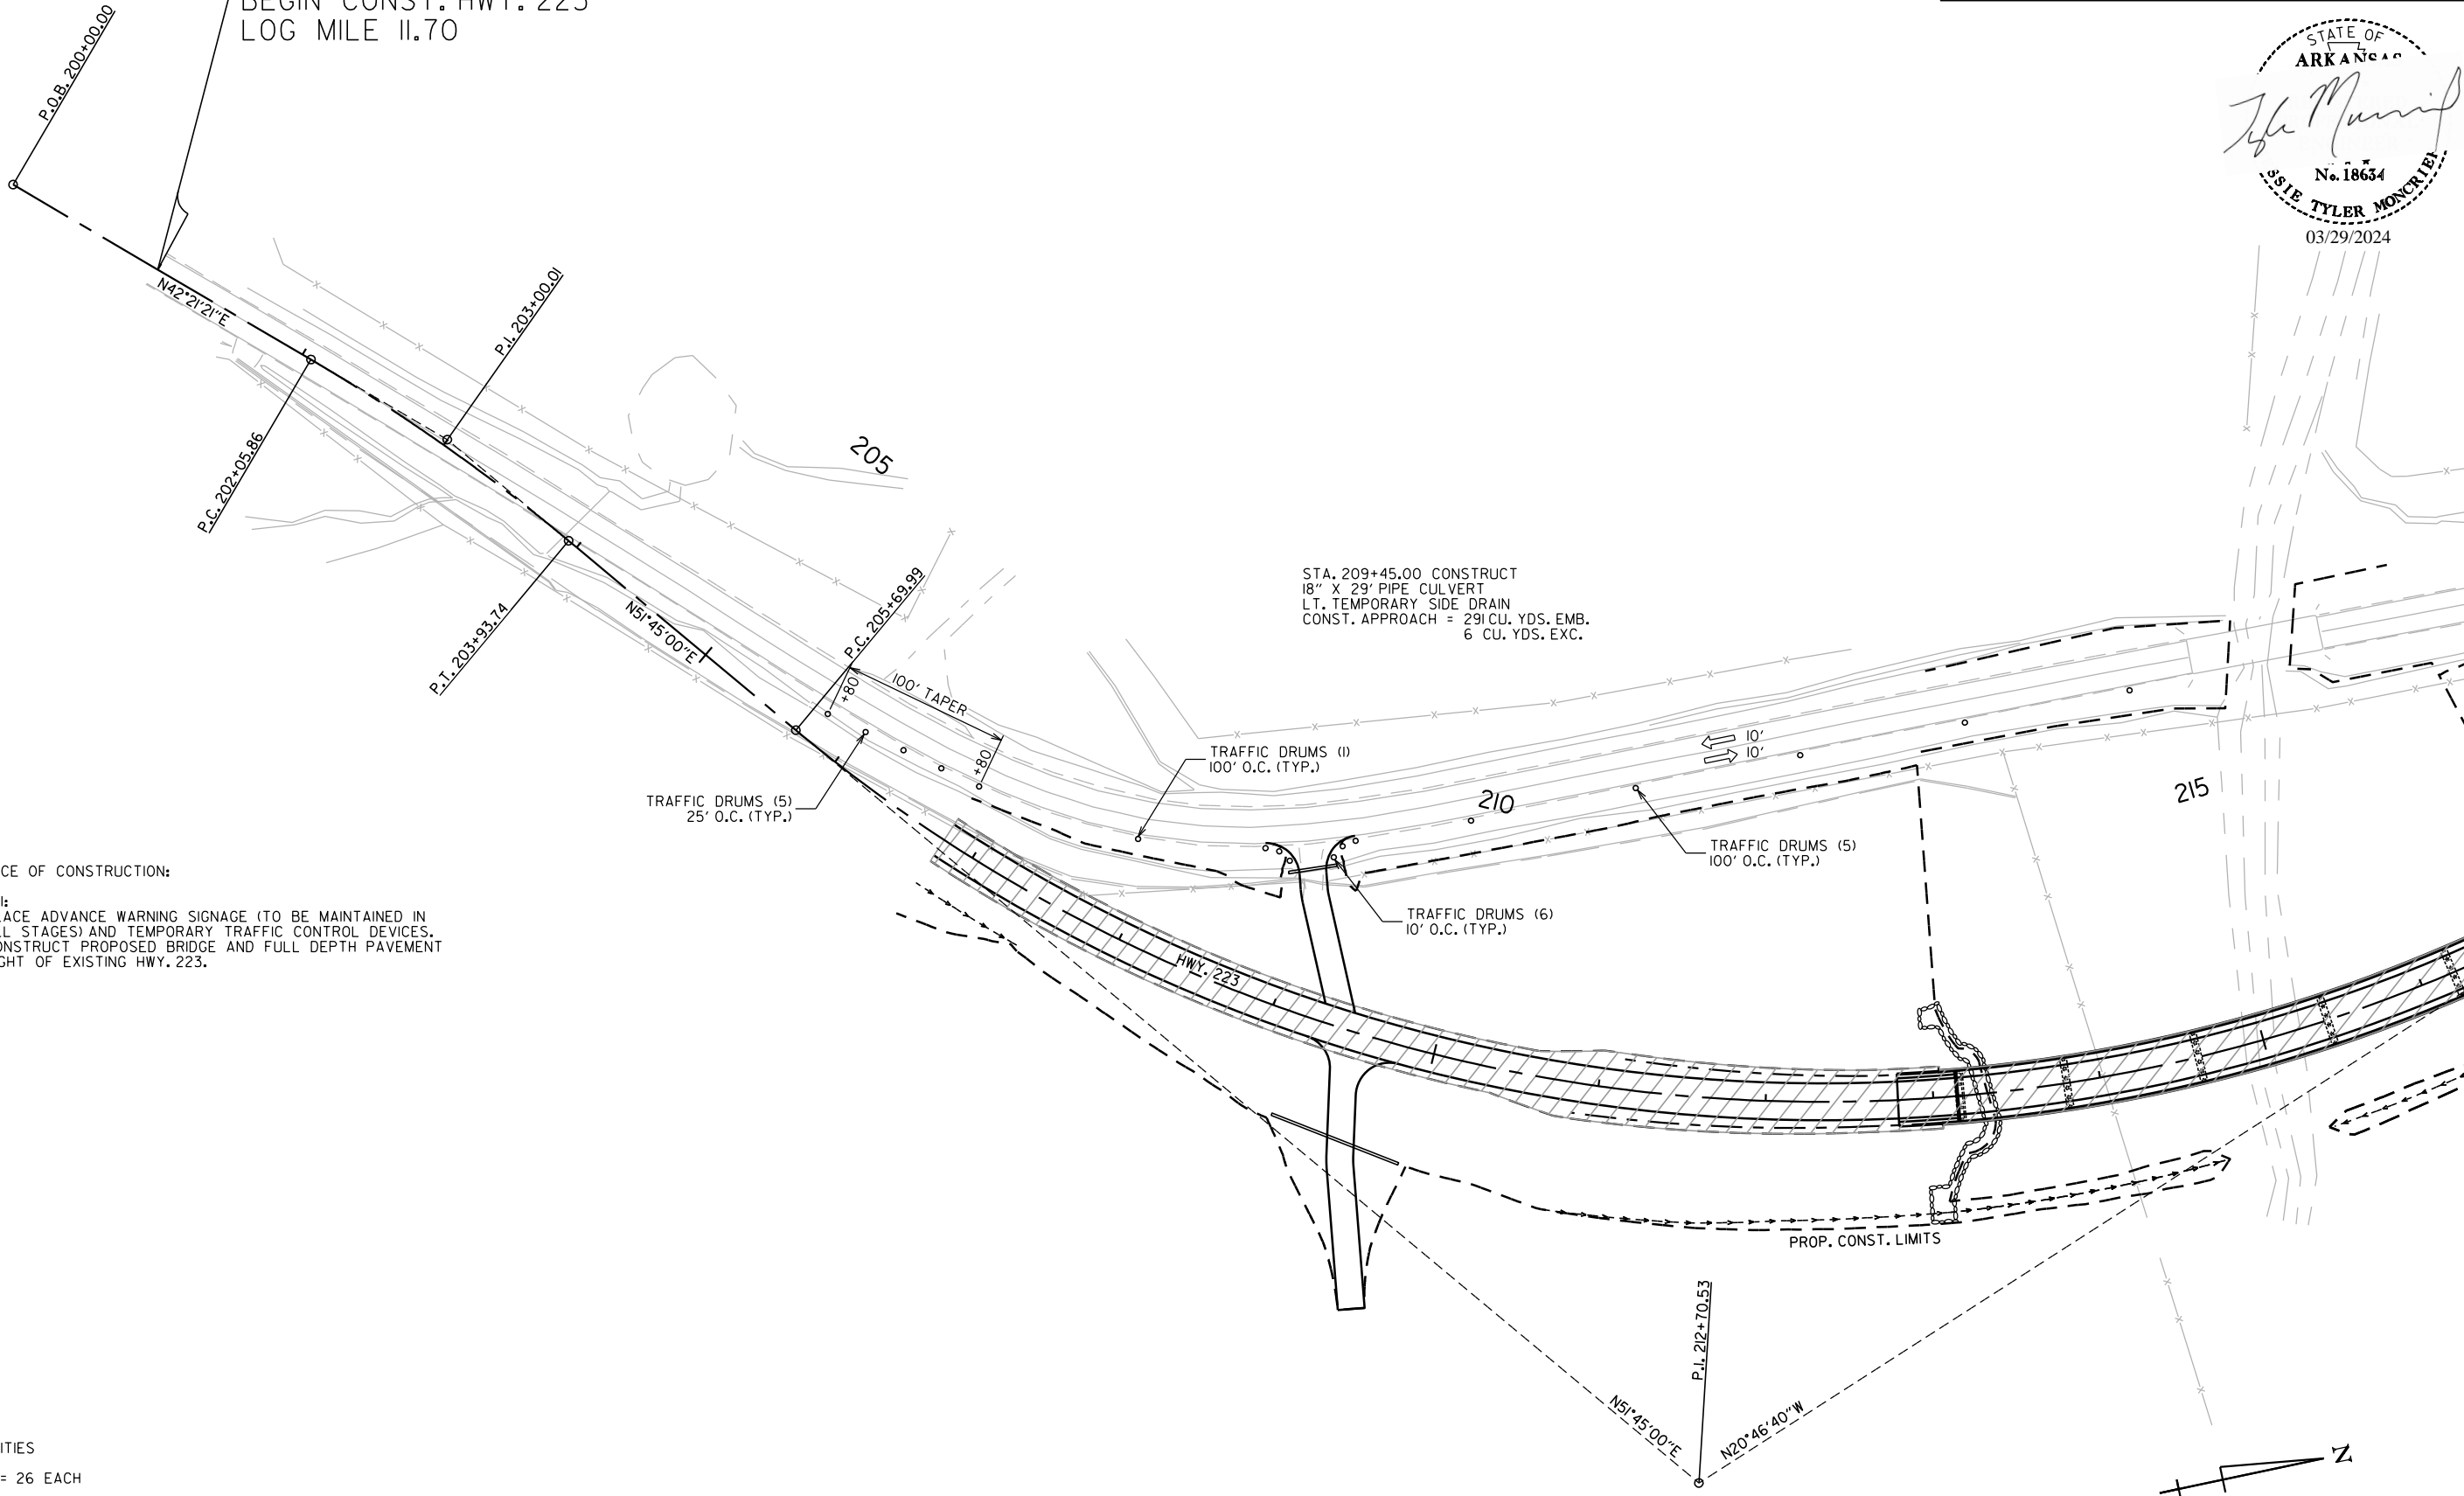 BEGIN CONST. HWY. 223
LOG MILE 11.70
P.O.B. 200+00.00
STATE OF
ARKANSAS
No. 18634
SSIE TYLER MONCRIEF
03/29/2024
N42°21'21"E
P.I. 203+00.01
P.C. 202+05.86
205
P.T. 203+93.74
N51°45'00"E
P.C. 205+69.99
+80
100' TAPER
+80
STA. 209+45.00 CONSTRUCT
18" X 29' PIPE CULVERT
LT. TEMPORARY SIDE DRAIN
CONST. APPROACH = 291 CU. YDS. EMB.
6 CU. YDS. EXC.
TRAFFIC DRUMS (1)
100' O.C. (TYP.)
10'
10'
TRAFFIC DRUMS (5)
25' O.C. (TYP.)
210
215
TRAFFIC DRUMS (5)
100' O.C. (TYP.)
TRAFFIC DRUMS (6)
10' O.C. (TYP.)
CE OF CONSTRUCTION:
1:
ACE ADVANCE WARNING SIGNAGE (TO BE MAINTAINED IN
L STAGES) AND TEMPORARY TRAFFIC CONTROL DEVICES.
ONSTRUCT PROPOSED BRIDGE AND FULL DEPTH PAVEMENT
GHT OF EXISTING HWY. 223.
HWY. 223
PROP. CONST. LIMITS
P.I. 212+70.53
N51°45'00"E
N20°46'40"W
ITIES
= 26 EACH
N